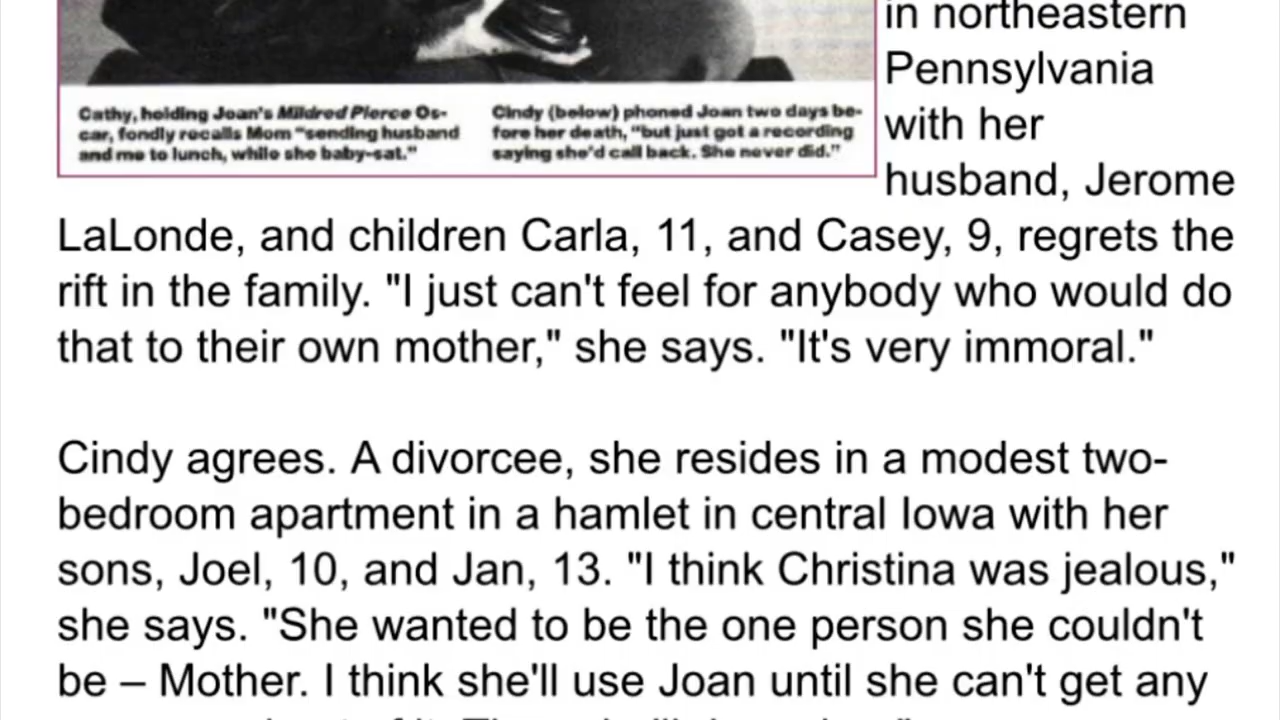 Cathy, holding Joan's Mildred Pierce Os-
car, fondly recalls Mom "sending husband
and me to lunch, while she baby-sat."
Cindy (below) phoned Joan two days be-
fore her death, "but just got a recording
saying she'd call back. She never did."
in northeastern
Pennsylvania
with her
husband, Jerome
LaLonde, and children Carla, 11, and Casey, 9, regrets the
rift in the family. "I just can't feel for anybody who would do
that to their own mother," she says. "It's very immoral."
Cindy agrees. A divorcee, she resides in a modest two-
bedroom apartment in a hamlet in central Iowa with her
sons, Joel, 10, and Jan, 13. "I think Christina was jealous,"
she says. "She wanted to be the one person she couldn't
be – Mother. I think she'll use Joan until she can't get any